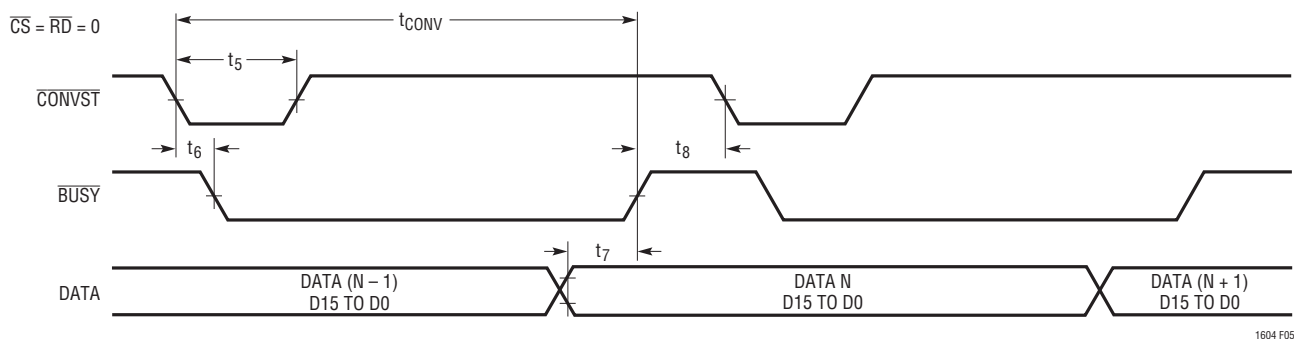 CS = RD = 0
tCONV
t5
CONVST
t6
t8
BUSY
t7
DATA
DATA (N – 1)
D15 TO D0
DATA N
D15 TO D0
DATA (N + 1)
D15 TO D0
1604 F05